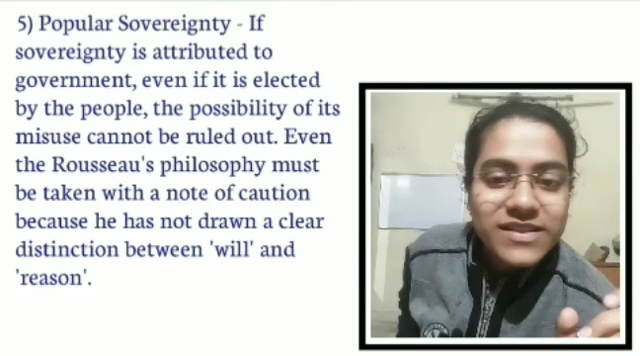 5) Popular Sovereignty - If
sovereignty is attributed to
government, even if it is elected
by the people, the possibility of its
misuse cannot be ruled out. Even
the Rousseau's philosophy must
be taken with a note of caution
because he has not drawn a clear
distinction between 'will' and
'reason'.